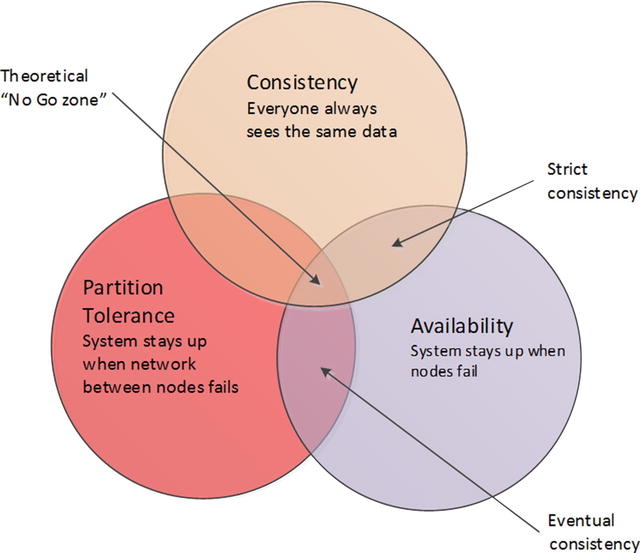 Theoretical
“No Go zone”
Consistency
Everyone always
sees the same data
Strict
consistency
Partition
Tolerance
System stays up
when network
between nodes fails
Availability
System stays up when
nodes fail
Eventual
consistency